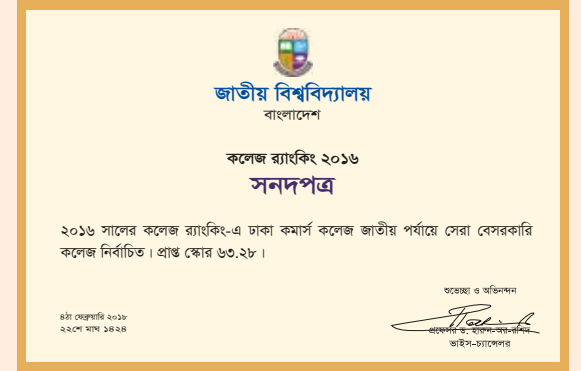 জাতীয় বিশ্ববিদ্যালয়
বাংলাদেশ
কলেজ র‍্যাংকিং ২০১৬
সনদপত্র
২০১৬ সালের কলেজ র‍্যাংকিং-এ ঢাকা কমার্স কলেজ জাতীয় পর্যায়ে সেরা বেসরকারি
কলেজ নির্বাচিত। প্রাপ্ত স্কোর ৬৩.২৮।
শুভেচ্ছা ও অভিনন্দন
৪ঠা ফেব্রুয়ারি ২০১৮
২২শে মাঘ ১৪২৪
প্রফেসর ড. হারুন-অর-রশিদ
ভাইস-চ্যান্সেলর